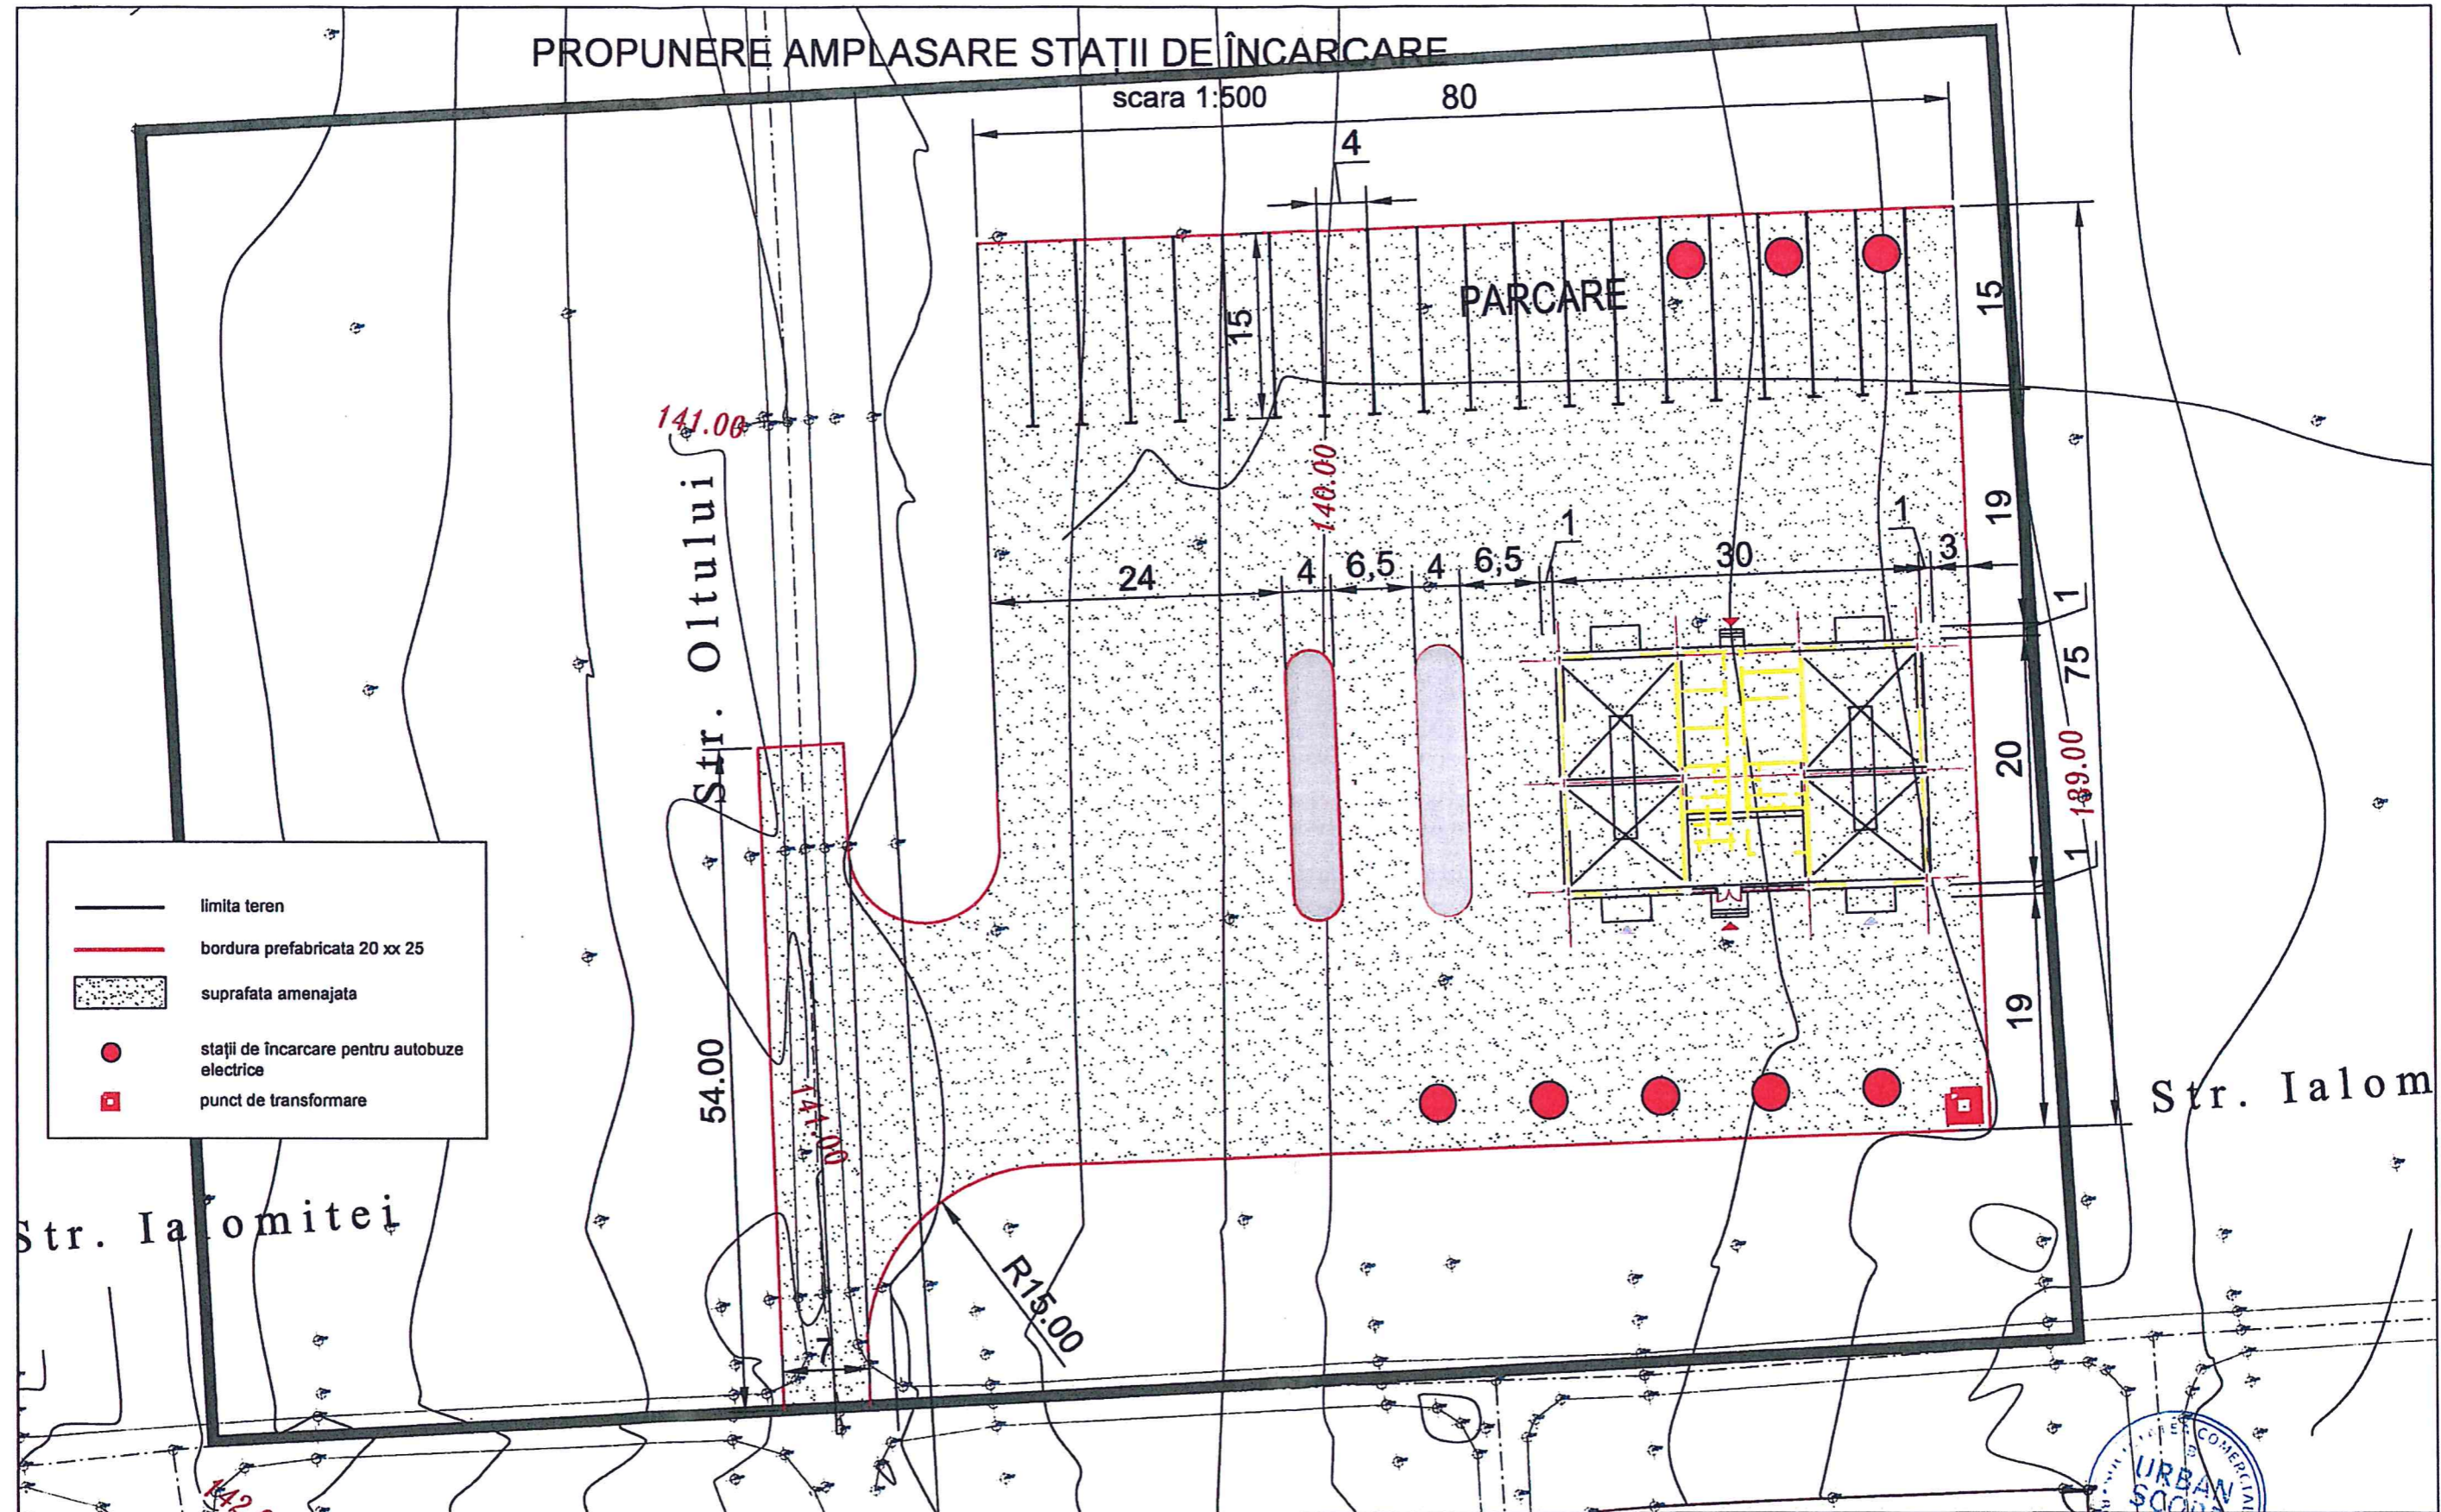 PROPUNERE AMPLASARE STAȚII DE ÎNCARCARE
scara 1:500
80
4
15
PARCARE
15
141.00
Str. Oltului
140.00
19
1
1
24
4
6,5
4
6,5
30
3
1
75
20
139.00
1
limita teren
bordura prefabricata 20 xx 25
suprafata amenajata
stații de încarcare pentru autobuze
electrice
punct de transformare
54.00
141.00
19
Str. Ialom
Str. Ialomitei
R15.00
7
COMERCIAL
URBAN